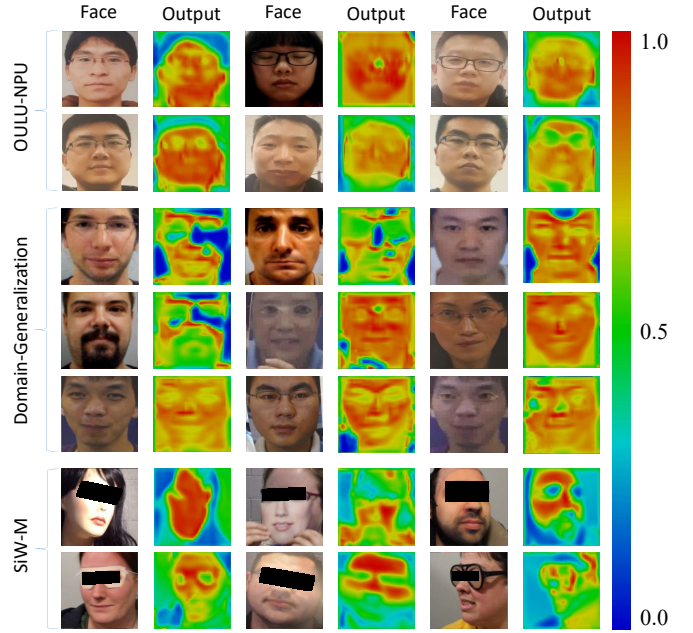 Face Output Face Output Face Output
OULU-NPU
Domain-Generalization
SiW-M
1.0
0.5
0.0